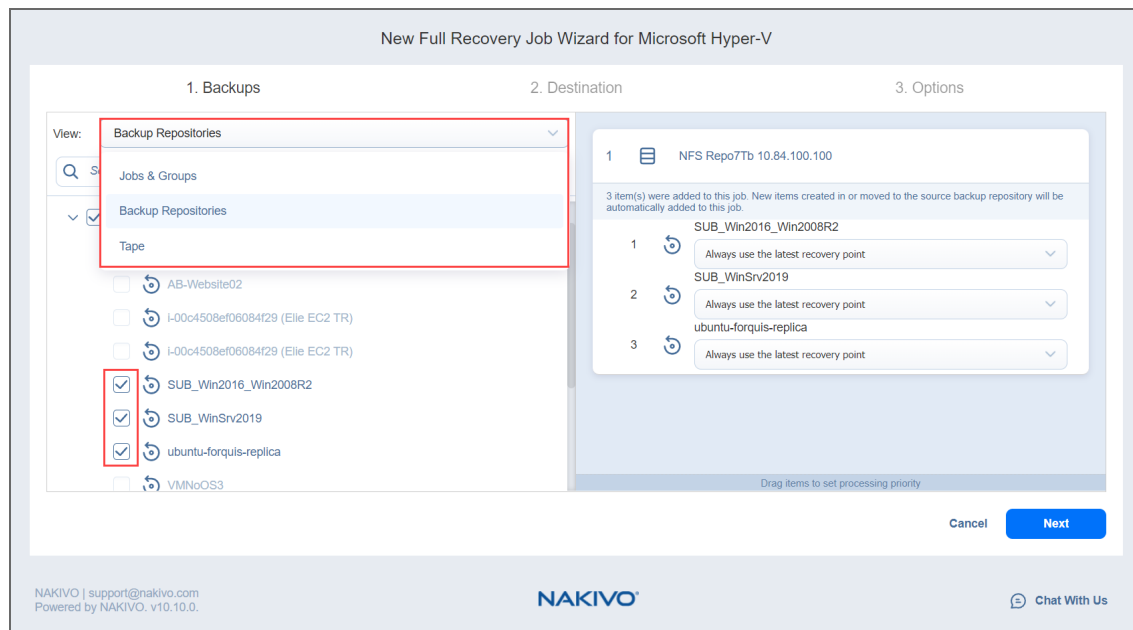 New Full Recovery Job Wizard for Microsoft Hyper-V
1. Backups
2. Destination
3. Options
View:
Backup Repositories
Jobs & Groups
Backup Repositories
Tape
AB-Website02
i-00c4508ef06084f29 (Elie EC2 TR)
i-00c4508ef06084f29 (Elie EC2 TR)
SUB_Win2016_Win2008R2
SUB_WinSrv2019
ubuntu-forquis-replica
VMNoOS3
1 NFS Repo7Tb 10.84.100.100
3 item(s) were added to this job. New items created in or moved to the source backup repository will be
automatically added to this job.
SUB_Win2016_Win2008R2
1 Always use the latest recovery point
SUB_WinSrv2019
2 Always use the latest recovery point
ubuntu-forquis-replica
3 Always use the latest recovery point
Drag items to set processing priority
Cancel
Next
NAKIVO | support@nakivo.com
Powered by NAKIVO. v10.10.0.
NAKIVO®
Chat With Us